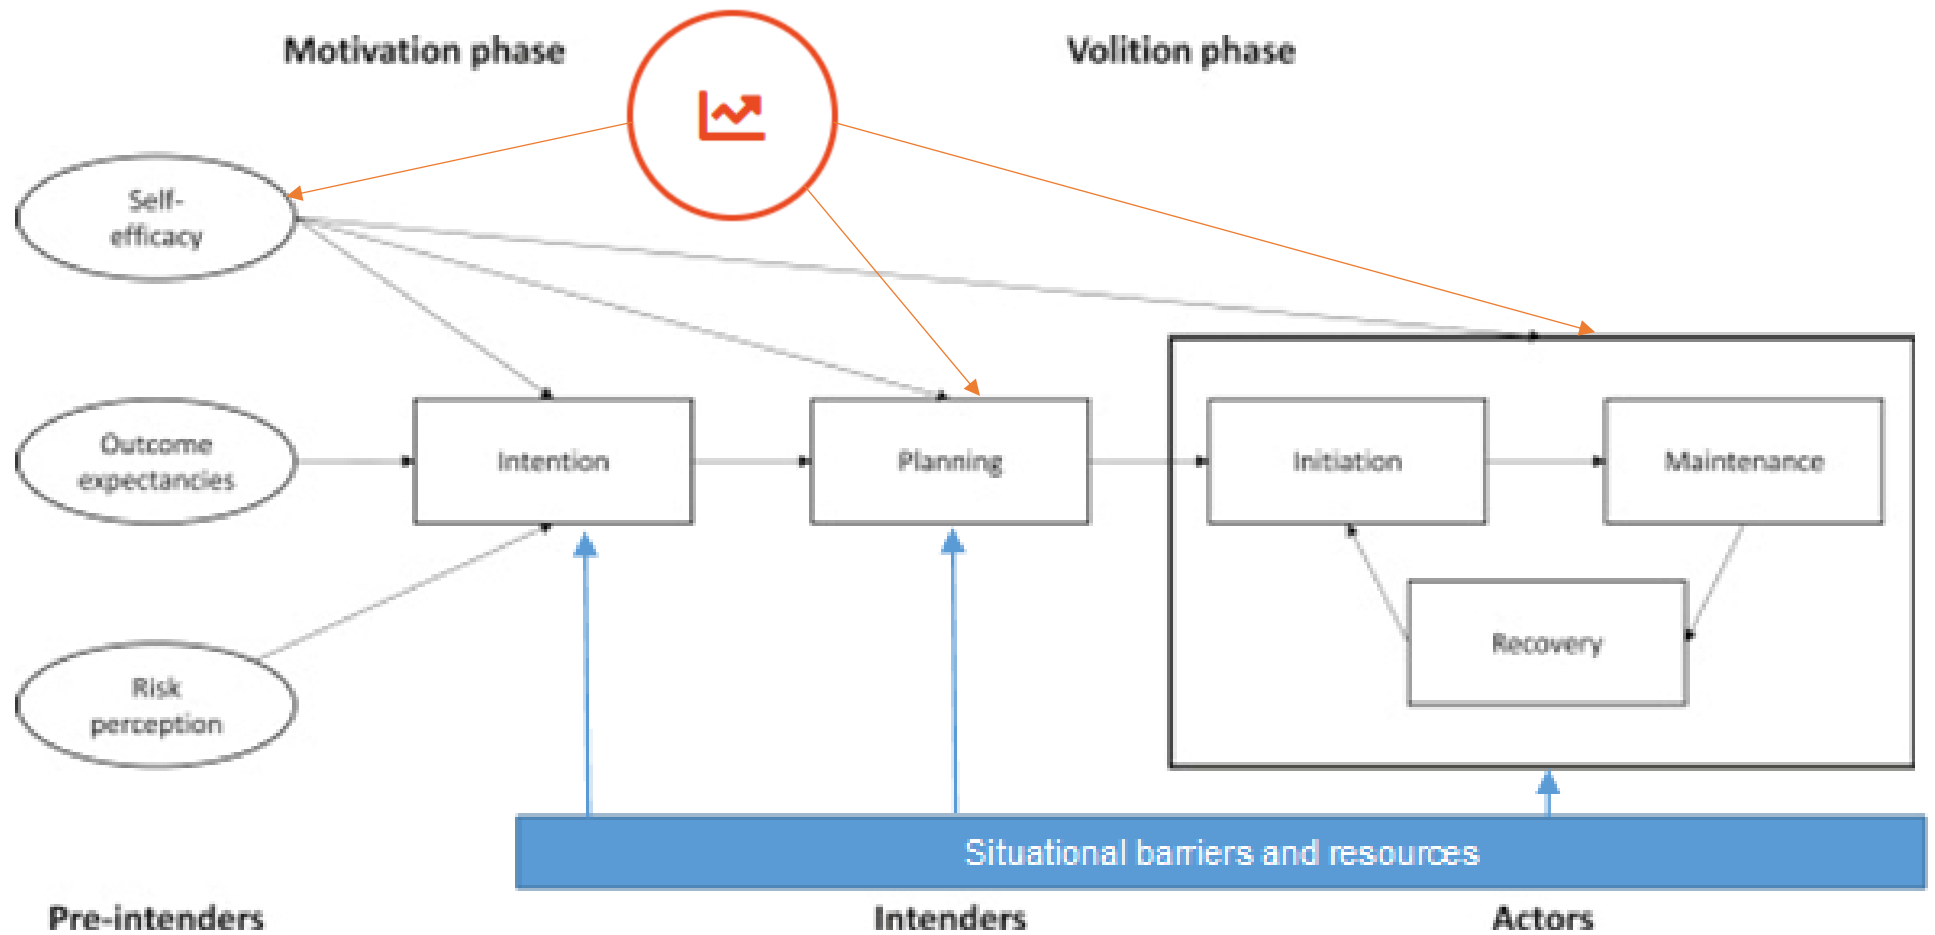 Motivation phase
Volition phase
Self-
efficacy
Outcome
expectancies
Intention
Planning
Initiation
Maintenance
Recovery
Risk
perception
Situational barriers and resources
Pre-intenders
Intenders
Actors